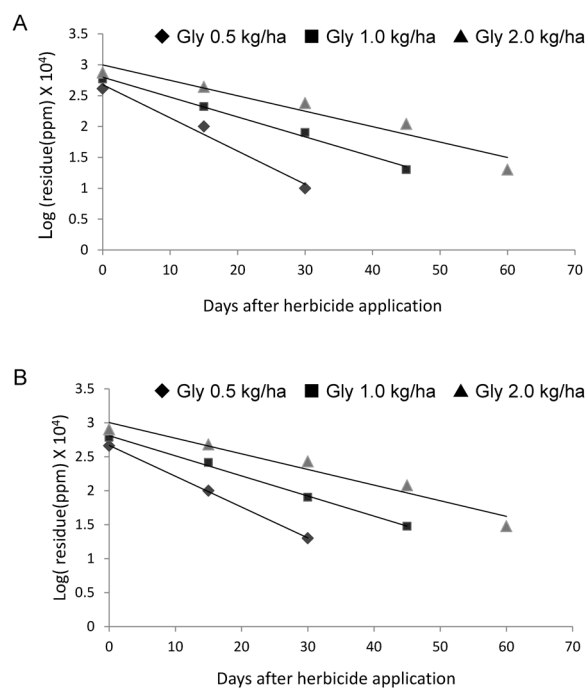 A
Gly 0.5 kg/ha Gly 1.0 kg/ha Gly 2.0 kg/ha
Log (residue(ppm) X 10⁴)
3.5
3
2.5
2
1.5
1
0.5
0
0 10 20 30 40 50 60 70
Days after herbicide application
B
Gly 0.5 kg/ha Gly 1.0 kg/ha Gly 2.0 kg/ha
Log( residue(ppm) X 10⁴)
3.5
3
2.5
2
1.5
1
0.5
0
0 10 20 30 40 50 60 70
Days after herbicide application